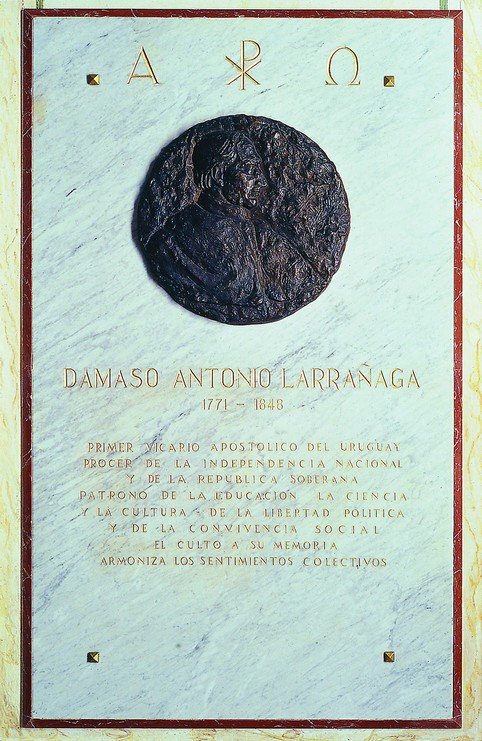 Α ☧ Ω
DAMASO ANTONIO LARRAÑAGA
1771 - 1848
PRIMER VICARIO APOSTOLICO DEL URUGUAY
PROCER DE LA INDEPENDENCIA NACIONAL
Y DE LA REPUBLICA SOBERANA
PATRONO DE LA EDUCACION LA CIENCIA
Y LA CULTURA - DE LA LIBERTAD POLITICA
Y DE LA CONVIVENCIA SOCIAL
EL CULTO A SU MEMORIA
ARMONIZA LOS SENTIMIENTOS COLECTIVOS